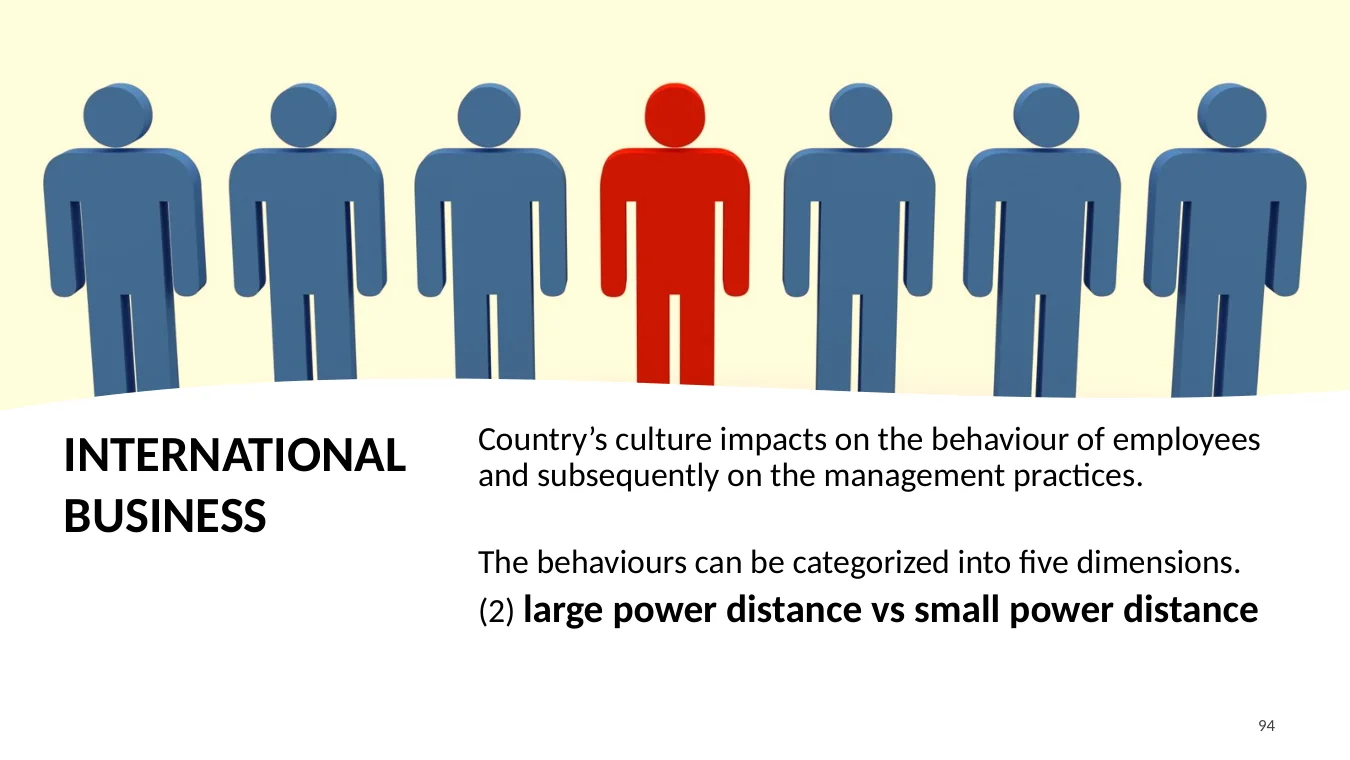 INTERNATIONAL
BUSINESS
Country’s culture impacts on the behaviour of employees
and subsequently on the management practices.
The behaviours can be categorized into five dimensions.
(2) large power distance vs small power distance
94